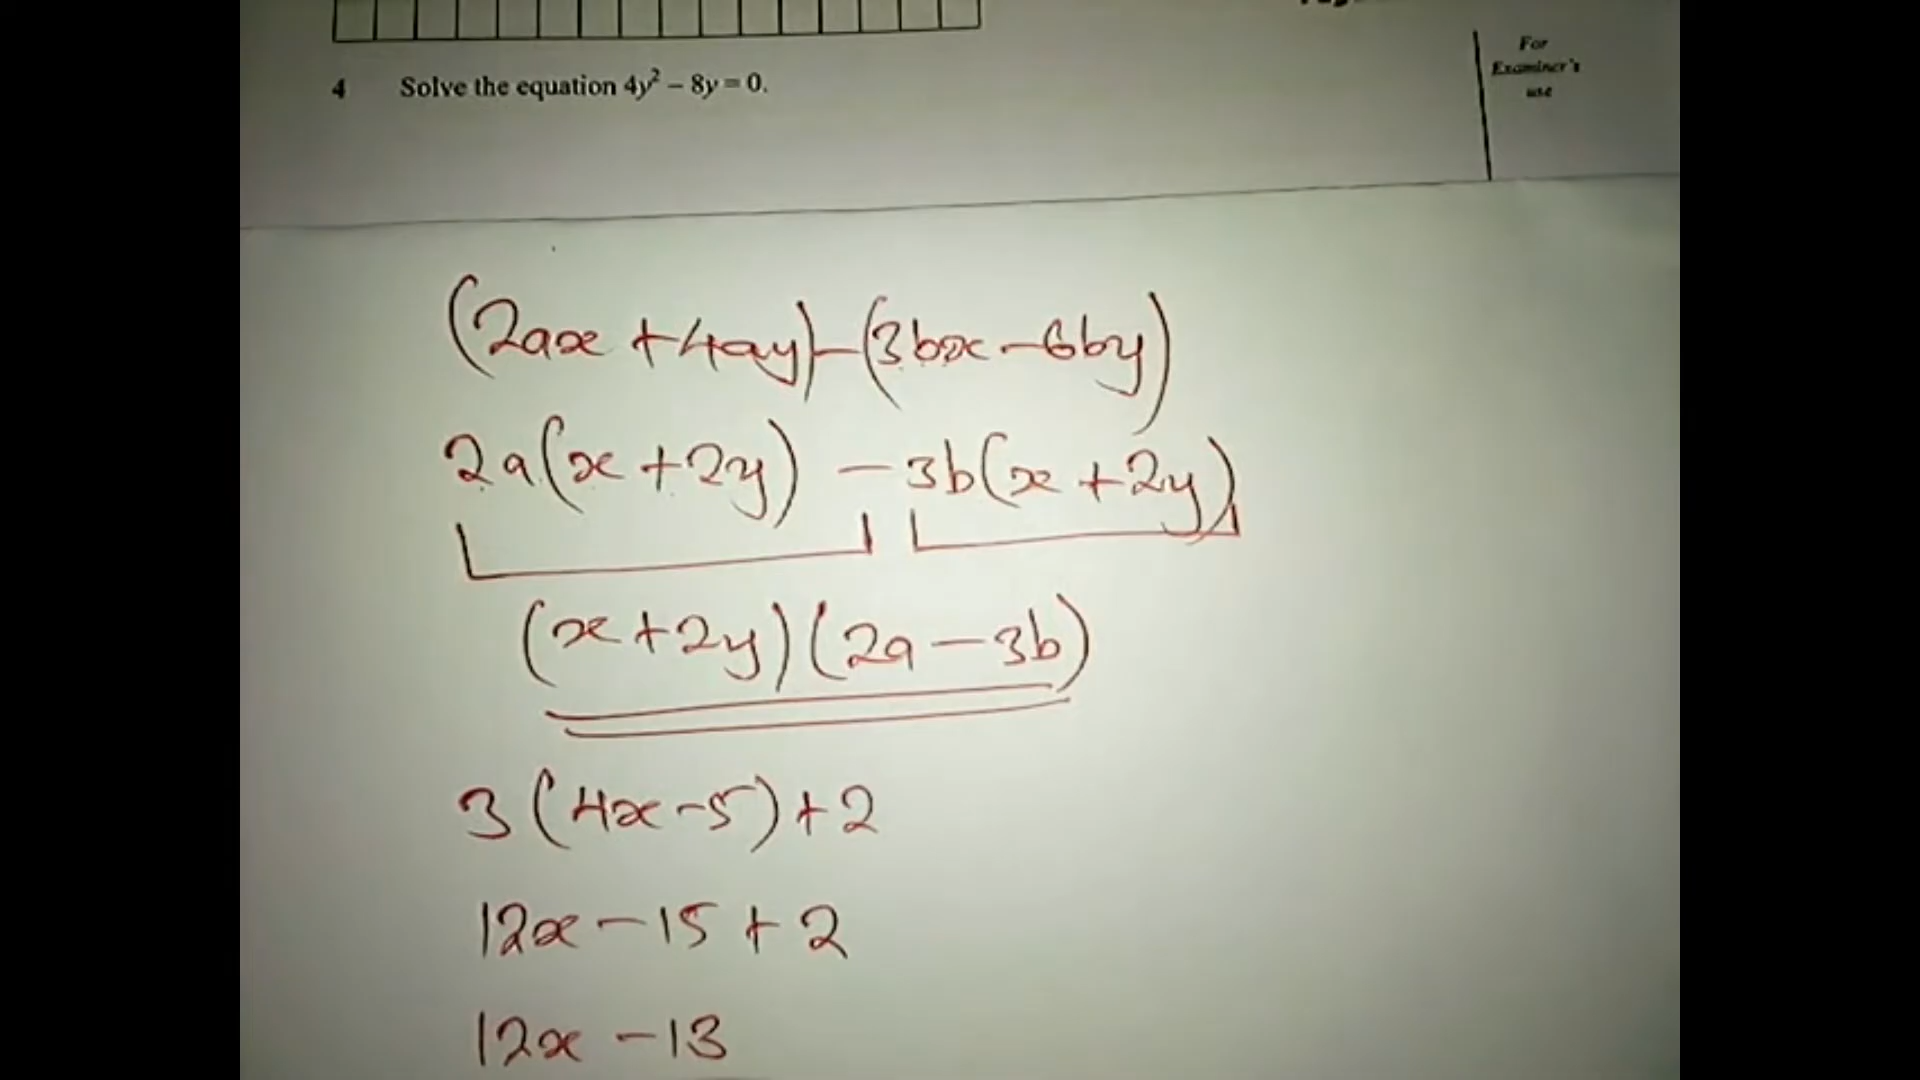 For
Examiner's
use
4 Solve the equation 4y² – 8y = 0.
(2ax + 4ay) – (3bx – 6by)
2a(x + 2y) – 3b(x + 2y)
(x + 2y)(2a – 3b)
3(4x – 5) + 2
12x – 15 + 2
12x – 13